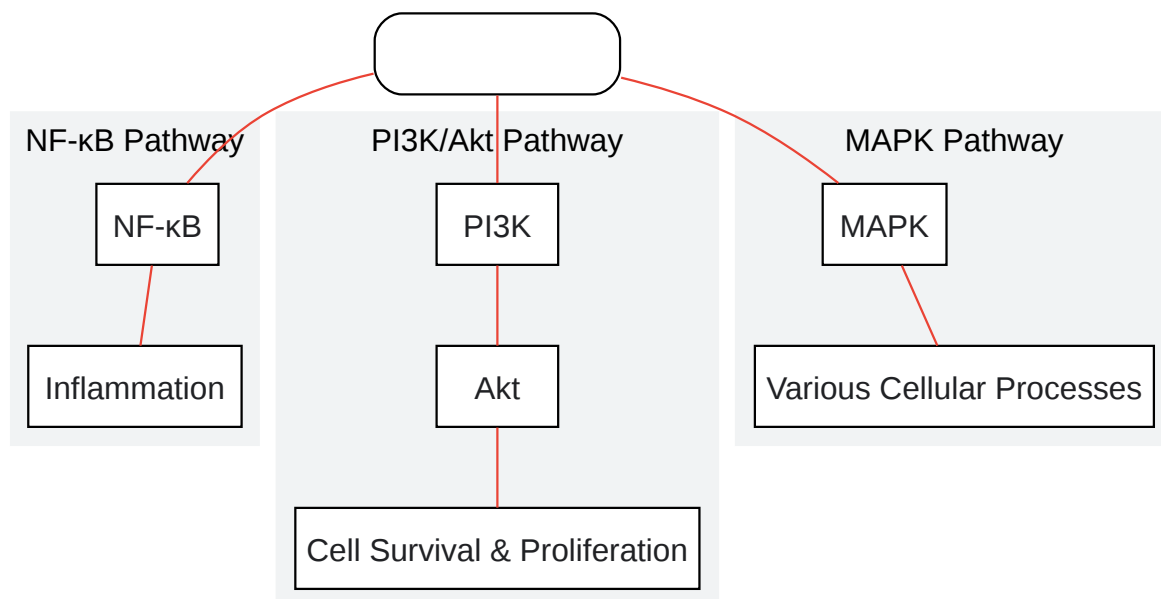 NF-κB Pathway
PI3K/Akt Pathway
MAPK Pathway
NF-κB
PI3K
MAPK
Inflammation
Akt
Various Cellular Processes
Cell Survival & Proliferation